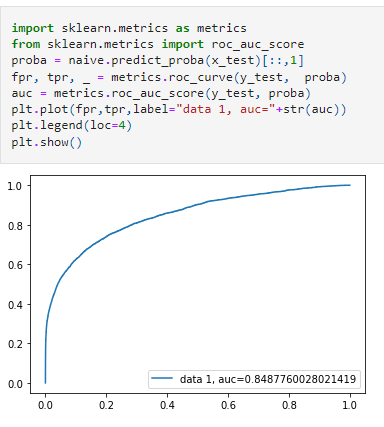 import sklearn.metrics as metrics
from sklearn.metrics import roc_auc_score
proba = naive.predict_proba(x_test)[::,1]
fpr, tpr, _ = metrics.roc_curve(y_test,  proba)
auc = metrics.roc_auc_score(y_test, proba)
plt.plot(fpr,tpr,label="data 1, auc="+str(auc))
plt.legend(loc=4)
plt.show()
1.0
0.8
0.6
0.4
0.2
0.0
data 1, auc=0.8487760028021419
0.0 0.2 0.4 0.6 0.8 1.0